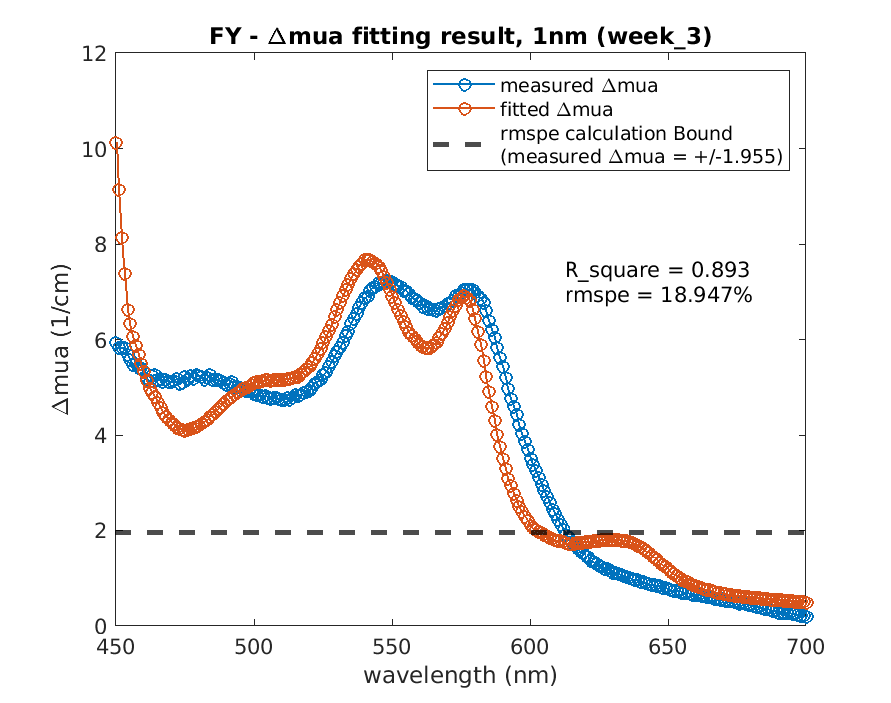 FY - Δmua fitting result, 1nm (week_3)
12
10
8
6
4
2
0
Δmua (1/cm)
measured Δmua
fitted Δmua
rmspe calculation Bound
(measured Δmua = +/-1.955)
R_square = 0.893
rmspe = 18.947%
450
500
550
600
650
700
wavelength (nm)